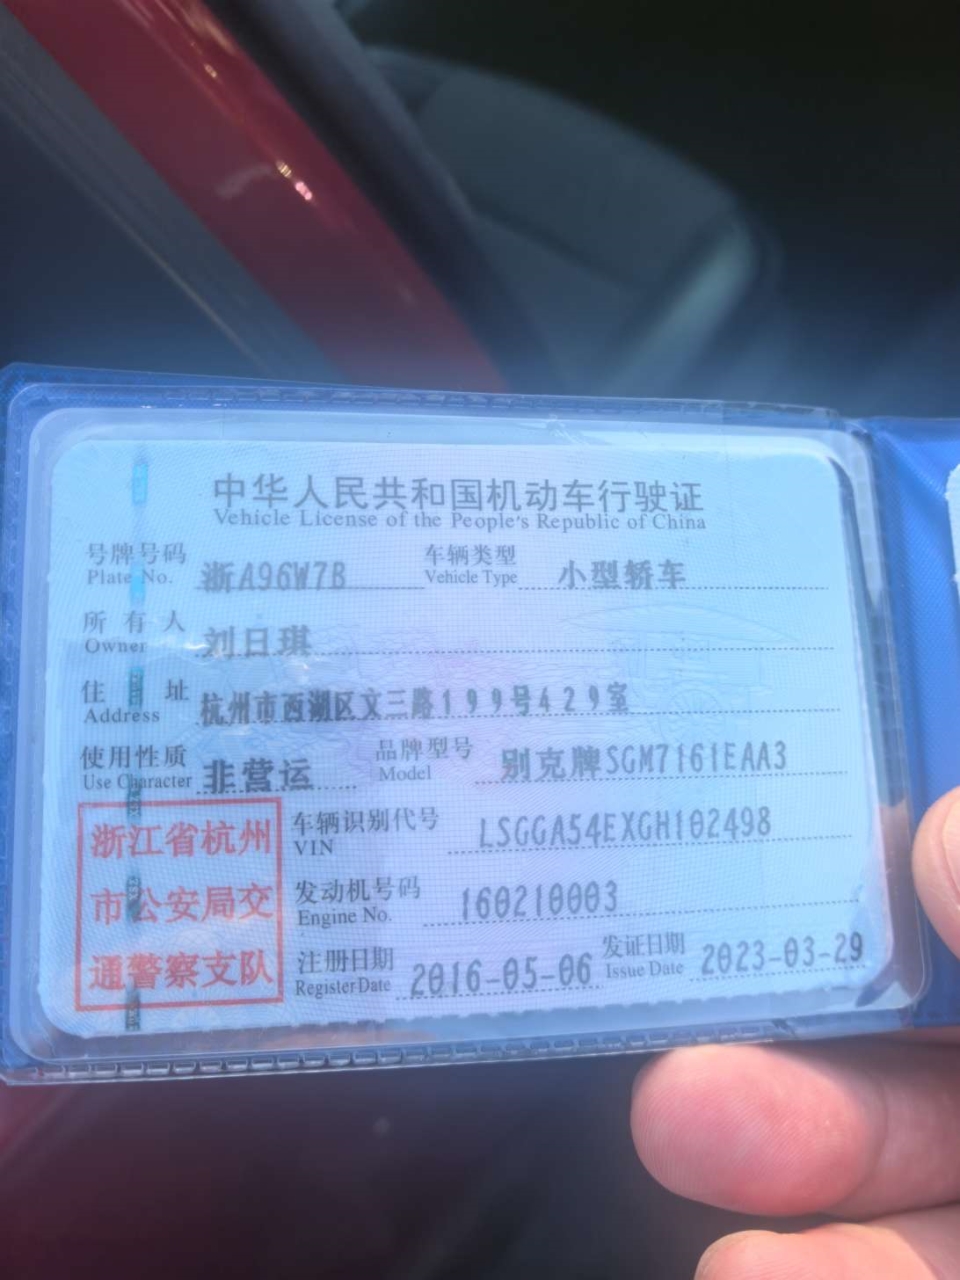 中华人民共和国机动车行驶证
Vehicle License of the People's Republic of China
号牌号码 浙A96W7B 车辆类型 小型轿车
Plate No. Vehicle Type
所有人 刘日琪
Owner
住址 杭州市西湖区文三路199号429室
Address
使用性质 非营运 品牌型号 别克牌SGM7161EAA3
Use Character Model
浙江省杭州
市公安局交
通警察支队
车辆识别代号 LSGGA54EXGH102498
VIN
发动机号码 160210003
Engine No.
注册日期 2016-05-06 发证日期 2023-03-29
Register Date Issue Date